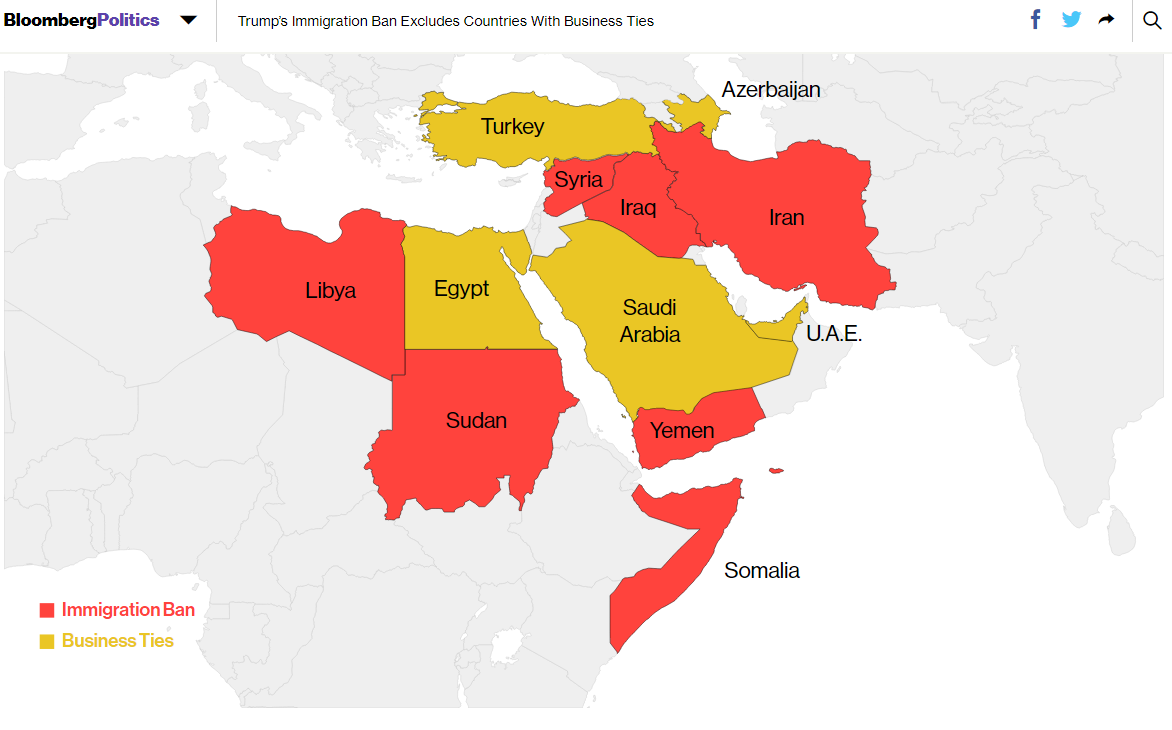 BloombergPolitics
Trump's Immigration Ban Excludes Countries With Business Ties
Azerbaijan
Turkey
Syria
Iraq
Iran
Libya
Egypt
Saudi
Arabia
U.A.E.
Sudan
Yemen
Somalia
Immigration Ban
Business Ties